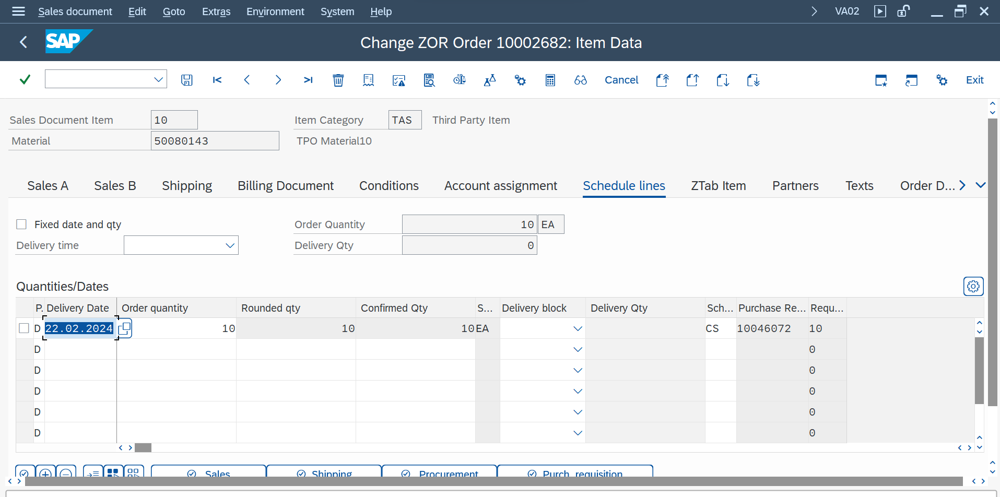 Sales document Edit Goto Extras Environment System Help VA02
SAP Change ZOR Order 10002682: Item Data
Cancel Exit
Sales Document Item 10 Item Category TAS Third Party Item
Material 50080143 TPO Material10
Sales A Sales B Shipping Billing Document Conditions Account assignment Schedule lines ZTab Item Partners Texts Order D...
Fixed date and qty Order Quantity 10 EA
Delivery time Delivery Qty 0
Quantities/Dates
P. Delivery Date Order quantity Rounded qty Confirmed Qty S... Delivery block Delivery Qty Sch... Purchase Re... Requ...
D 22.02.2024 10 10 10 EA CS 10046072 10
D 0
D 0
D 0
D 0
D 0
Sales Shipping Procurement Purch. requisition